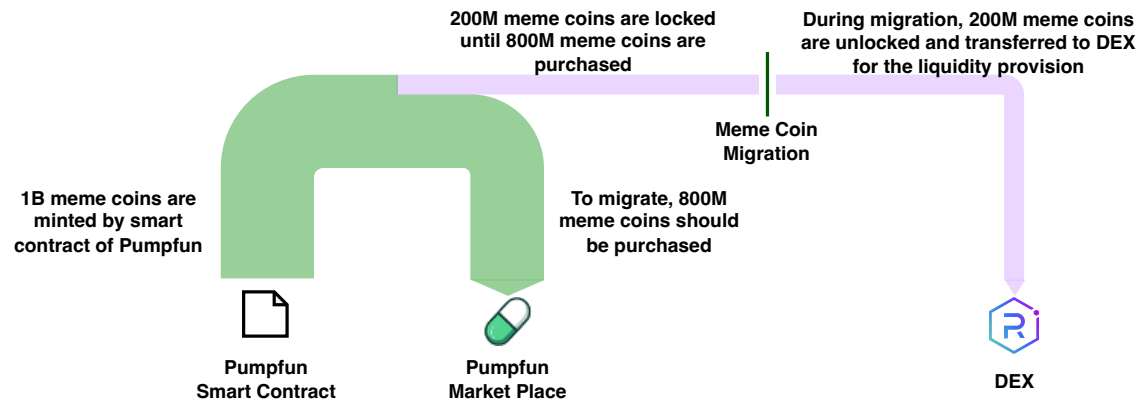 200M meme coins are locked
until 800M meme coins are
purchased
During migration, 200M meme coins
are unlocked and transferred to DEX
for the liquidity provision
Meme Coin
Migration
1B meme coins are
minted by smart
contract of Pumpfun
To migrate, 800M
meme coins should
be purchased
Pumpfun
Smart Contract
Pumpfun
Market Place
R
DEX